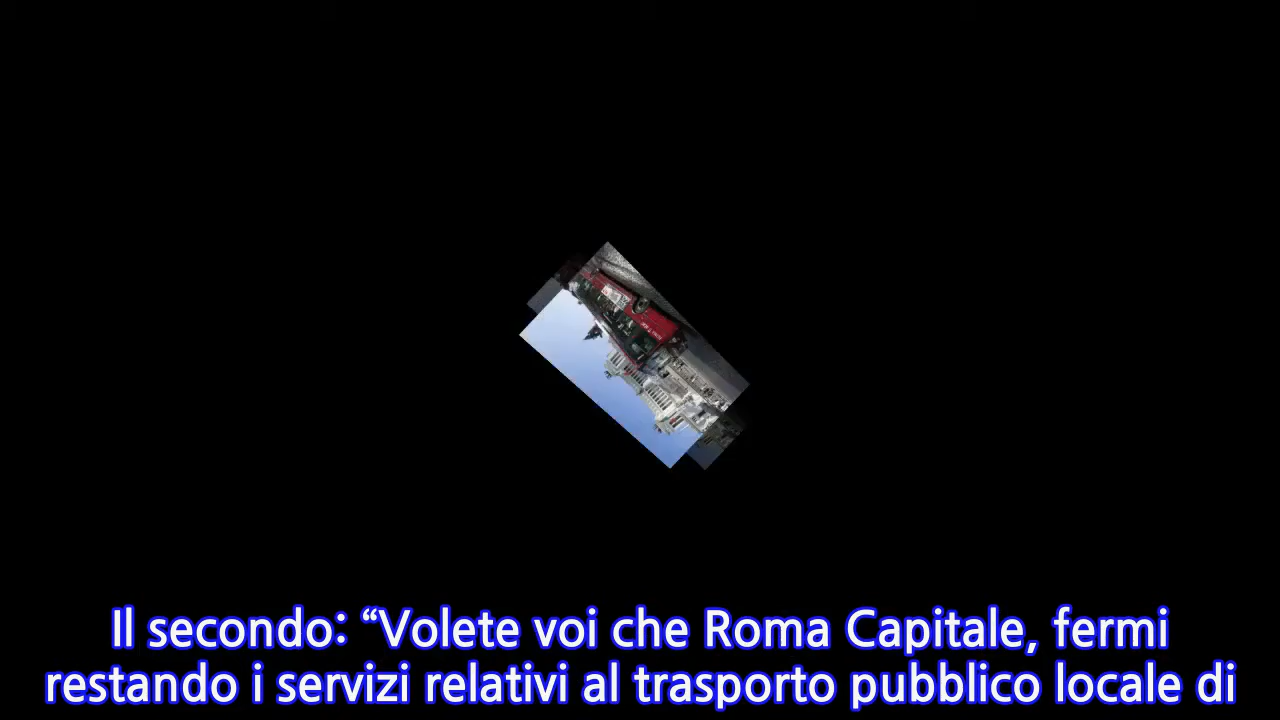 Il secondo: “Volete voi che Roma Capitale, fermi
restando i servizi relativi al trasporto pubblico locale di